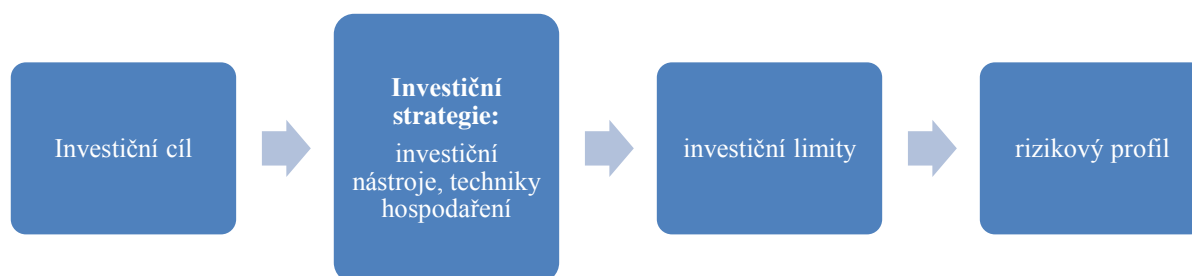 Investiční cíl
Investiční
strategie:
investiční
nástroje, techniky
hospodaření
investiční limity
rizikový profil